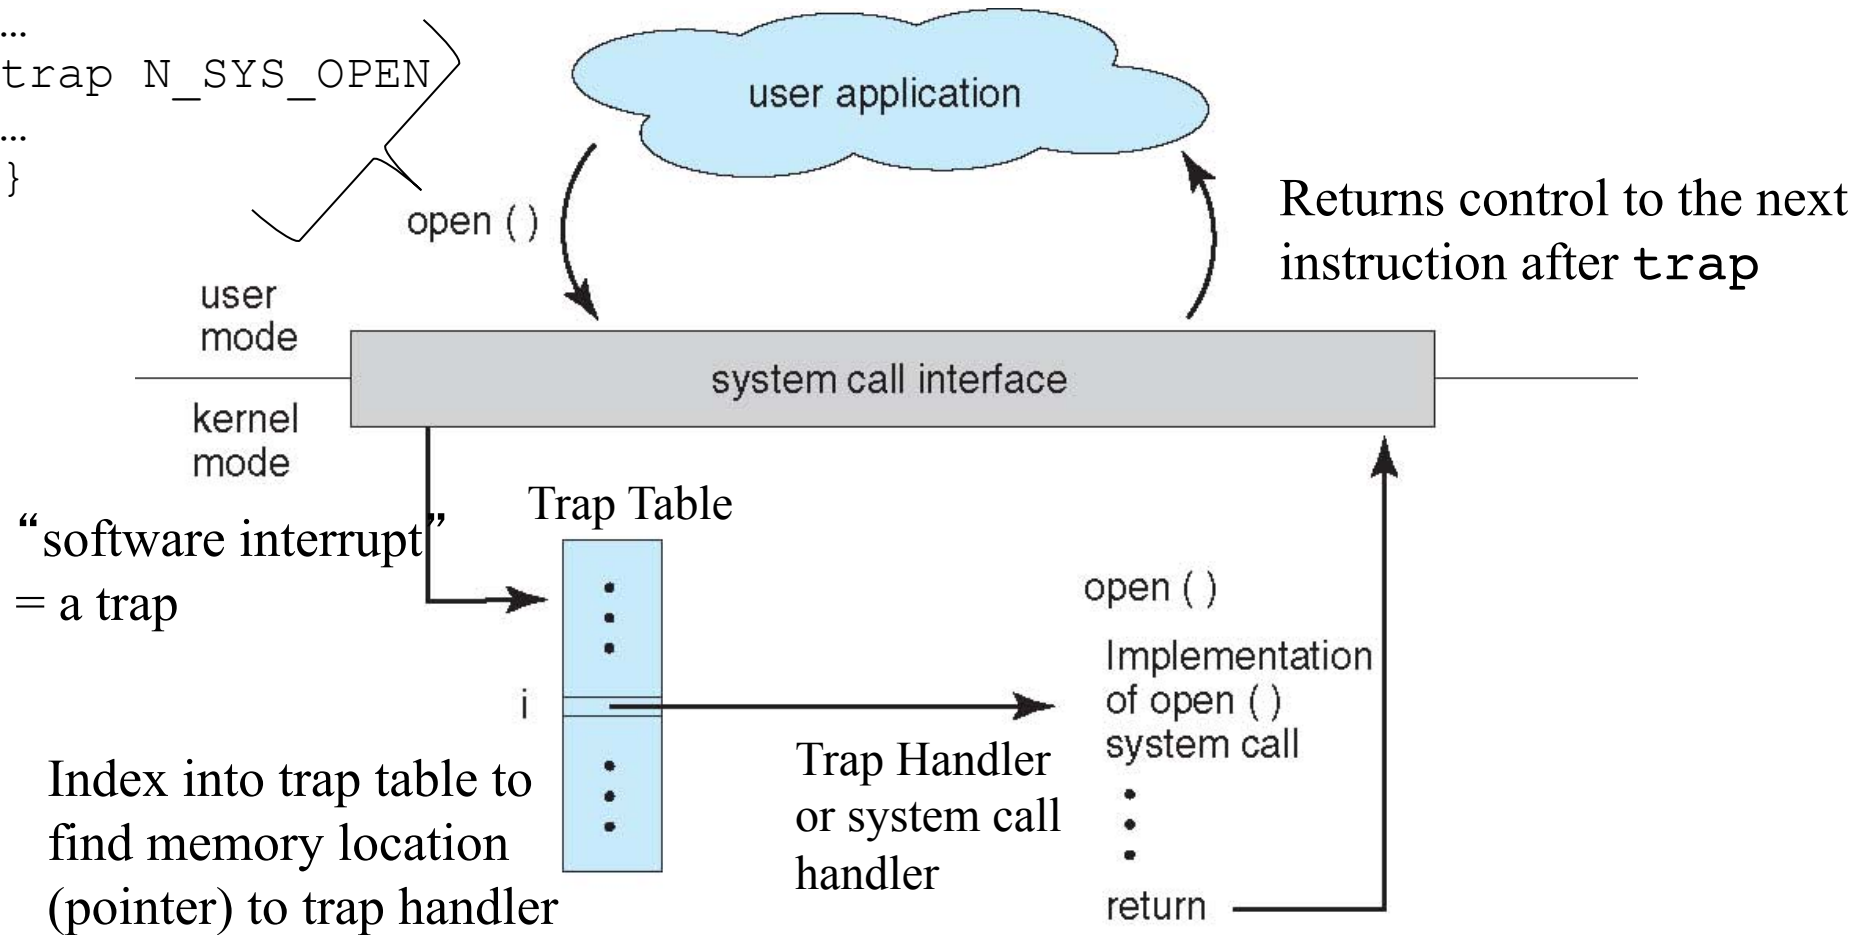 …
trap N_SYS_OPEN
…
}
user application
open ( )
Returns control to the next
instruction after trap
user
mode
system call interface
kernel
mode
“software interrupt”
= a trap
Trap Table
i
open ( )
Implementation
of open ( )
system call
return
Trap Handler
or system call
handler
Index into trap table to
find memory location
(pointer) to trap handler